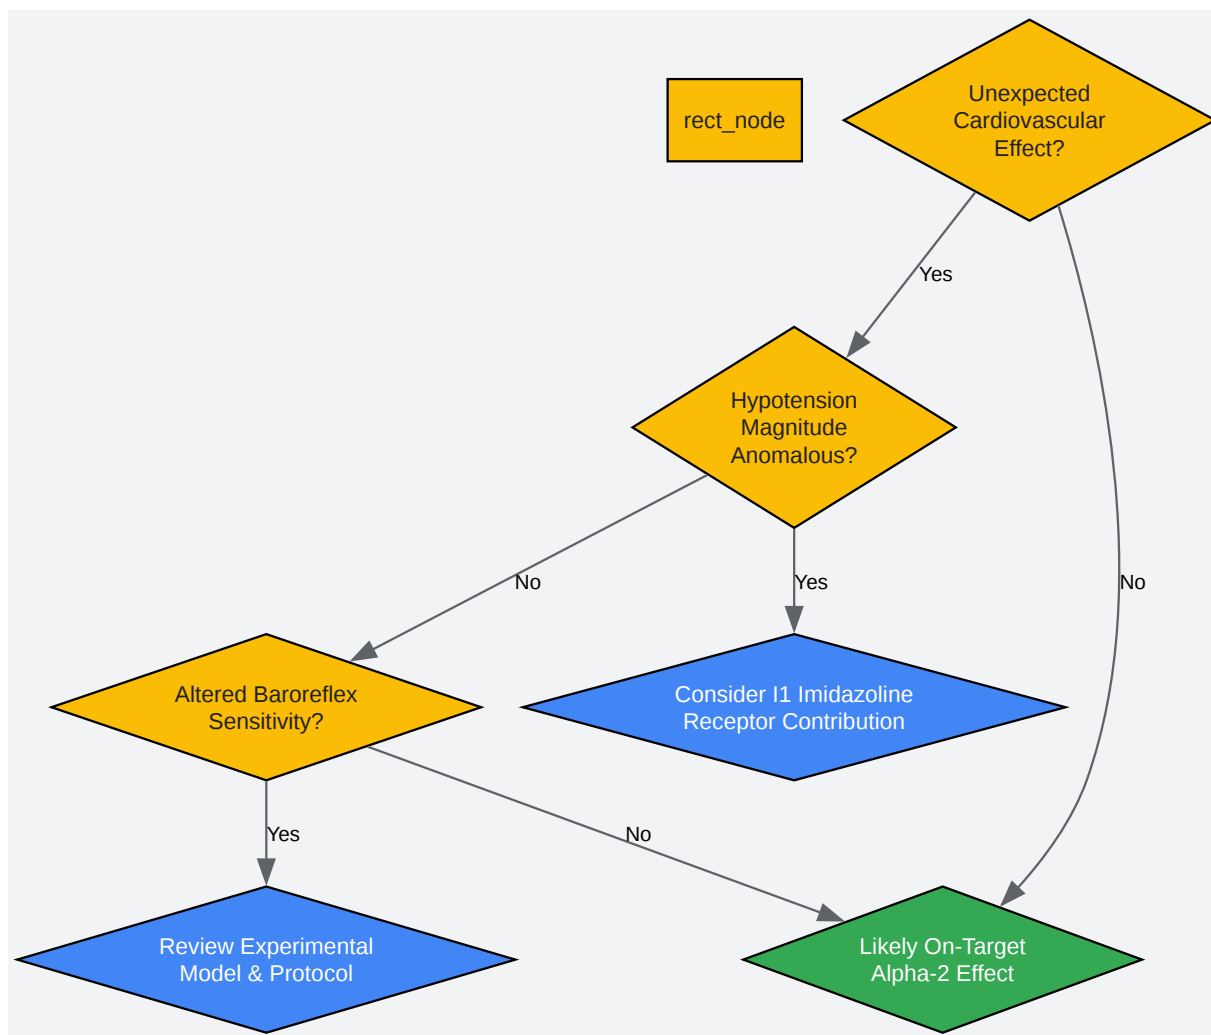 rect_node
Unexpected
Cardiovascular
Effect?
Yes
Hypotension
Magnitude
Anomalous?
No
No
Yes
Altered Baroreflex
Sensitivity?
Consider I1 Imidazoline
Receptor Contribution
Yes
No
Review Experimental
Model & Protocol
Likely On-Target
Alpha-2 Effect